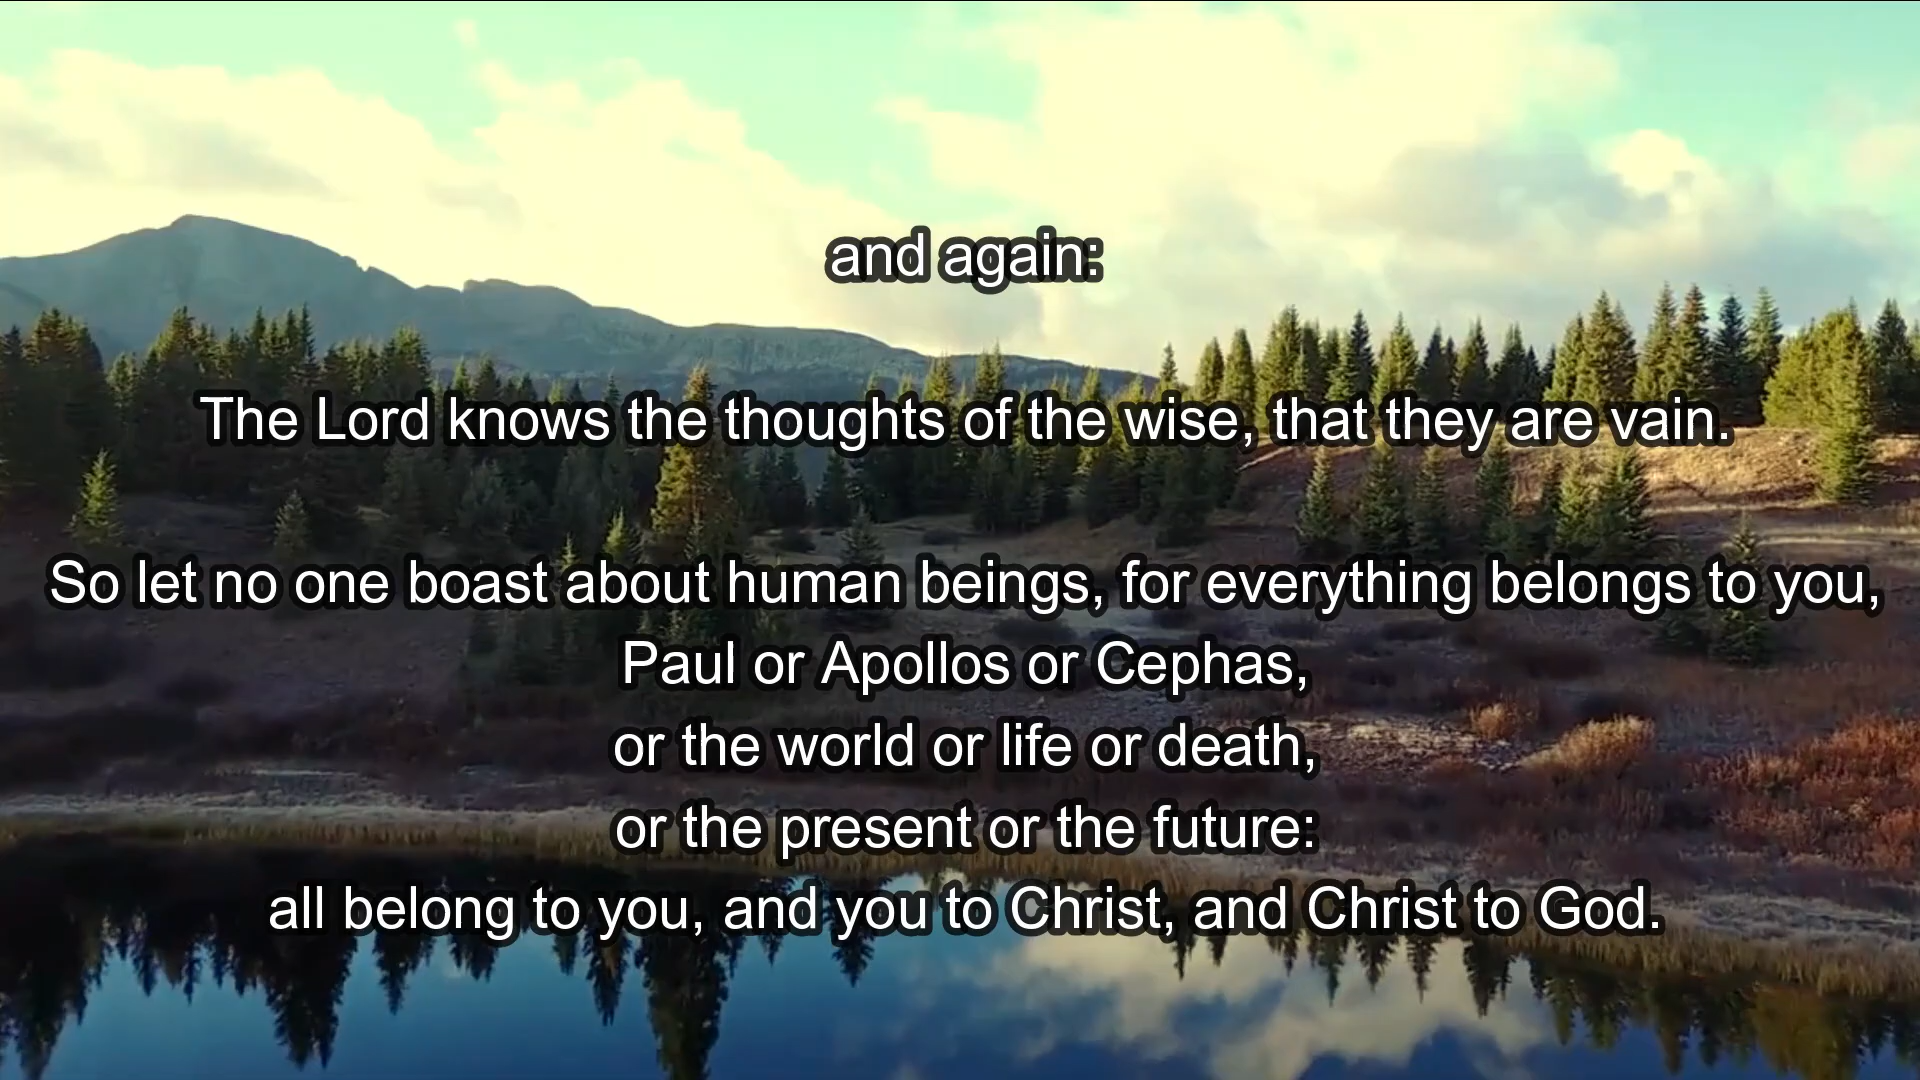 and again:
The Lord knows the thoughts of the wise, that they are vain.
So let no one boast about human beings, for everything belongs to you,
Paul or Apollos or Cephas,
or the world or life or death,
or the present or the future:
all belong to you, and you to Christ, and Christ to God.